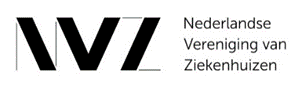 NVZ
Nederlandse
Vereniging van
Ziekenhuizen